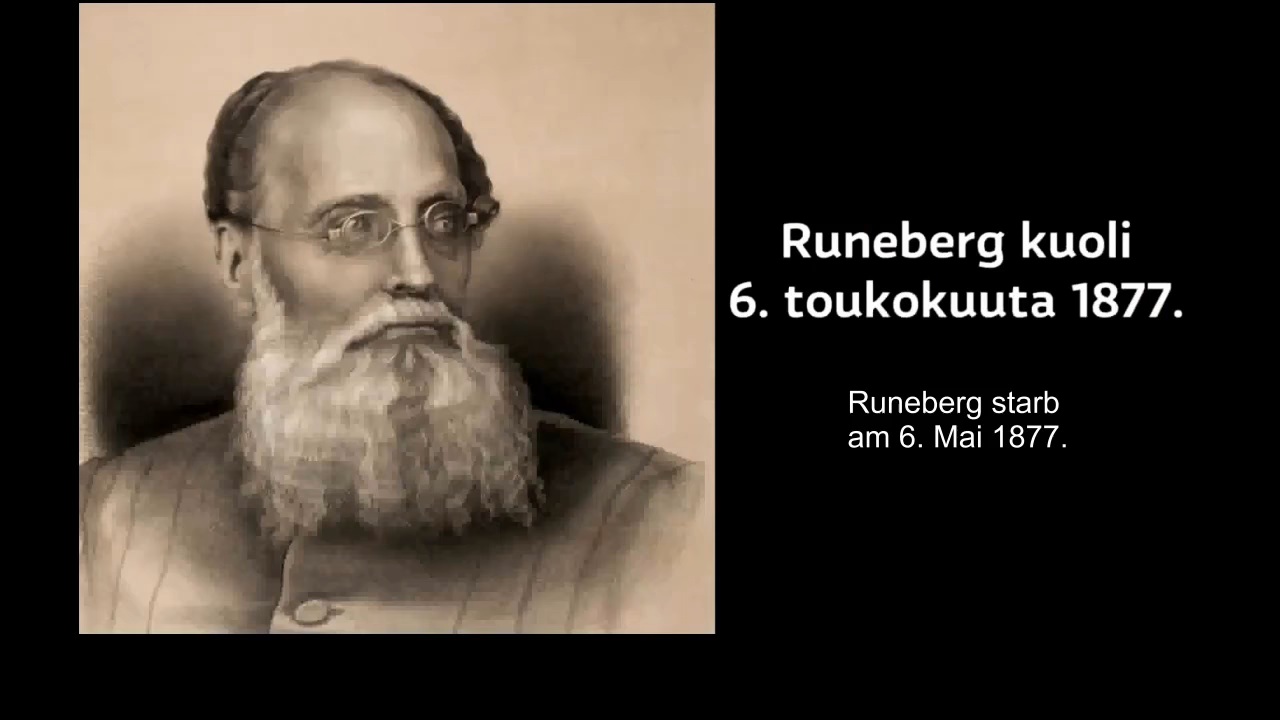 Runeberg kuoli
6. toukokuuta 1877.
Runeberg starb
am 6. Mai 1877.